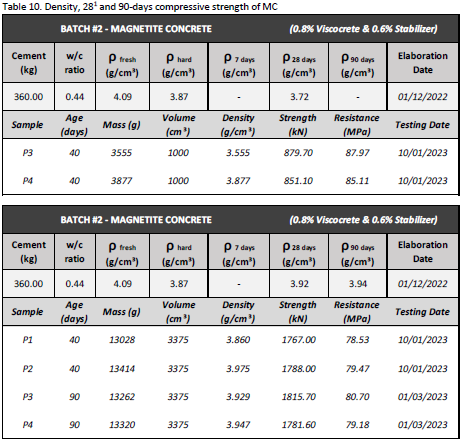 Table 10. Density, 28¹ and 90-days compressive strength of MC
BATCH #2 - MAGNETITE CONCRETE (0.8% Viscocrete & 0.6% Stabilizer)
Cement (kg) w/c ratio ρ fresh (g/cm³) ρ hard (g/cm³) ρ 7 days (g/cm³) ρ 28 days (g/cm³) ρ 90 days (g/cm³) Elaboration Date
360.00 0.44 4.09 3.87 - 3.72 - 01/12/2022
Sample Age (days) Mass (g) Volume (cm³) Density (g/cm³) Strength (kN) Resistance (MPa) Testing Date
P3 40 3555 1000 3.555 879.70 87.97 10/01/2023
P4 40 3877 1000 3.877 851.10 85.11 10/01/2023
BATCH #2 - MAGNETITE CONCRETE (0.8% Viscocrete & 0.6% Stabilizer)
Cement (kg) w/c ratio ρ fresh (g/cm³) ρ hard (g/cm³) ρ 7 days (g/cm³) ρ 28 days (g/cm³) ρ 90 days (g/cm³) Elaboration Date
360.00 0.44 4.09 3.87 - 3.92 3.94 01/12/2022
Sample Age (days) Mass (g) Volume (cm³) Density (g/cm³) Strength (kN) Resistance (MPa) Testing Date
P1 40 13028 3375 3.860 1767.00 78.53 10/01/2023
P2 40 13414 3375 3.975 1788.00 79.47 10/01/2023
P3 90 13262 3375 3.929 1815.70 80.70 01/03/2023
P4 90 13320 3375 3.947 1781.60 79.18 01/03/2023